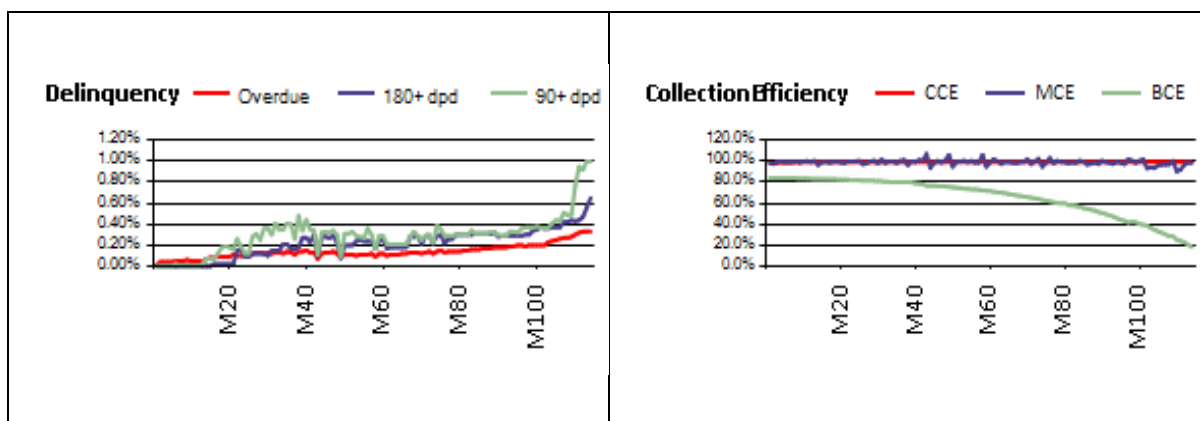 Delinquency Overdue 180+ dpd 90+ dpd
1.20%
1.00%
0.80%
0.60%
0.40%
0.20%
0.00%
M20
M40
M60
M80
M100
Collection Efficiency CCE MCE BCE
120.0%
100.0%
80.0%
60.0%
40.0%
20.0%
0.0%
M20
M40
M60
M80
M100